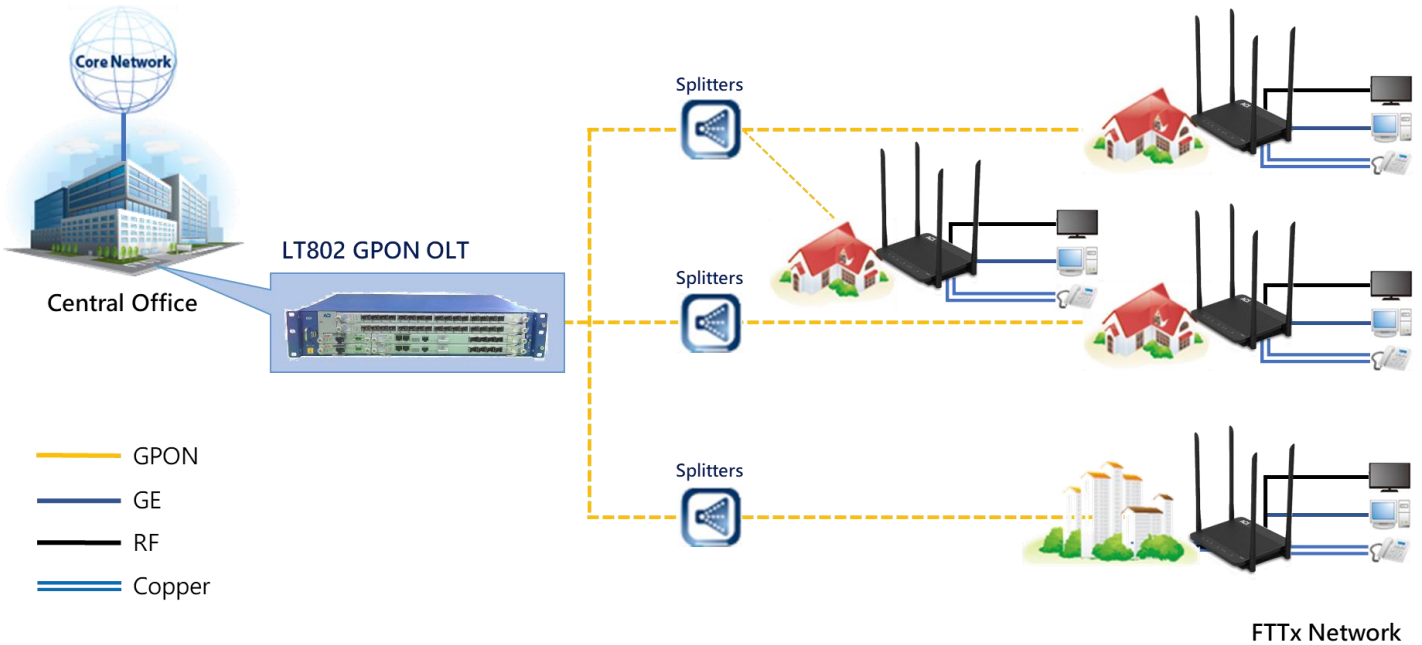 Core Network
Central Office
LT802 GPON OLT
Splitters
Splitters
Splitters
GPON
GE
RF
Copper
FTTx Network